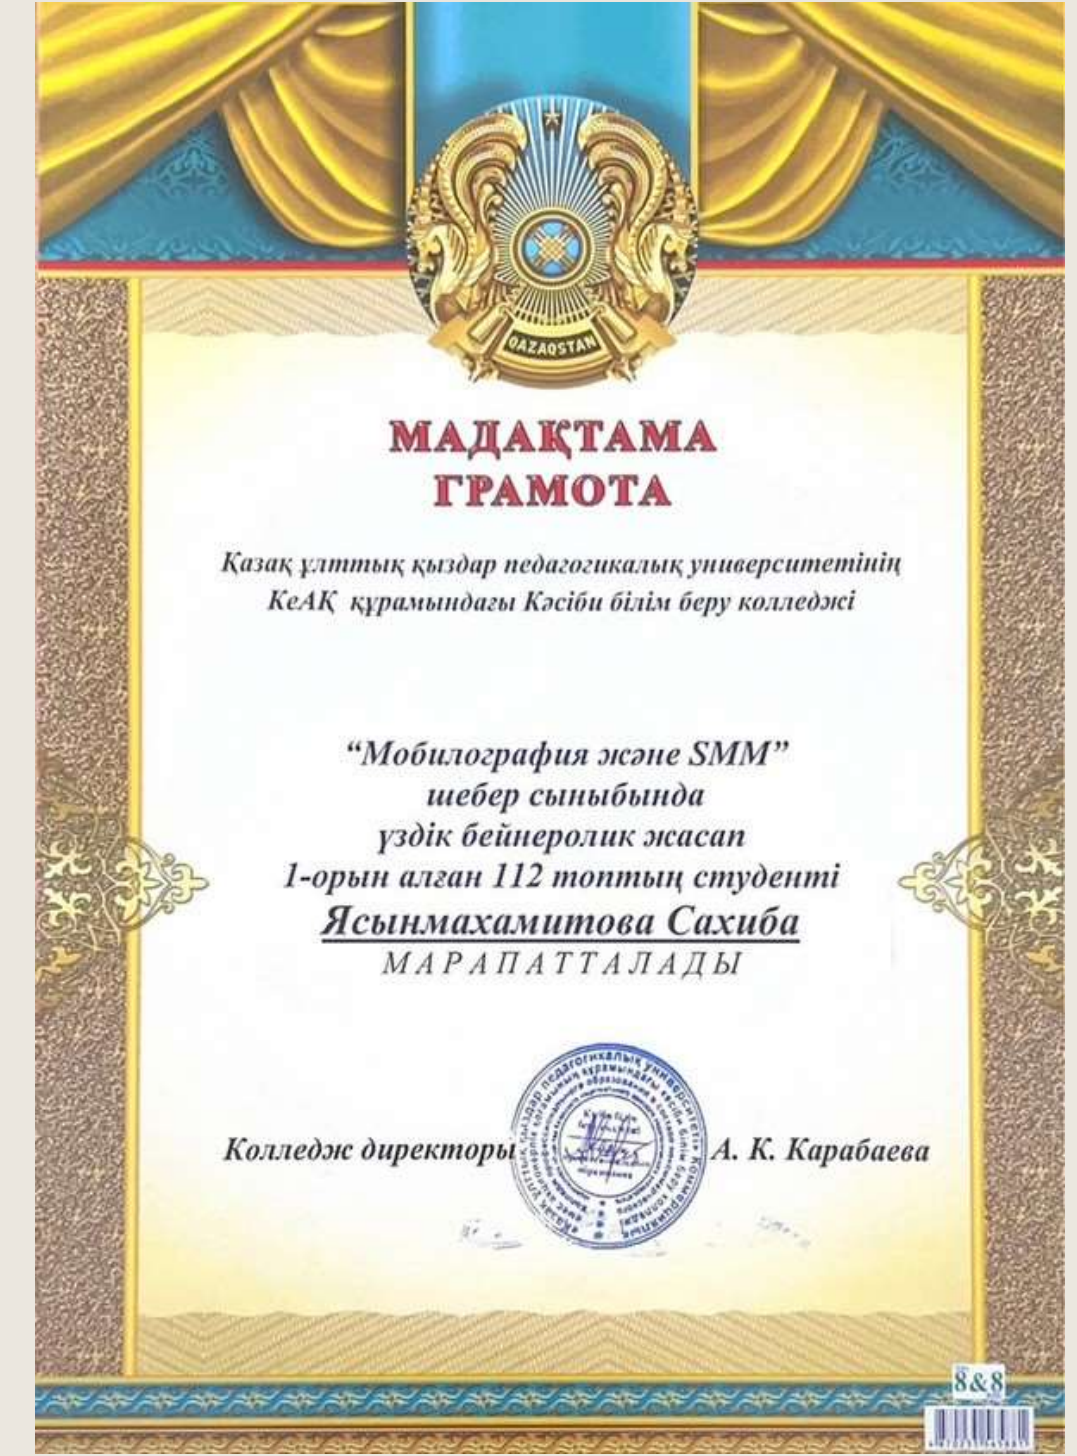 QAZAQSTAN
МАДАҚТАМА
ГРАМОТА
Қазақ ұлттық қыздар педагогикалық университетінің
КеАҚ құрамындағы Кәсіби білім беру колледжі
“Мобилография және SMM”
шебер сыныбында
үздік бейнеролик жасап
1-орын алған 112 топтың студенті
Ясынмахамитова Сахиба
МАРАПАТТАЛАДЫ
Колледж директоры А. К. Карабаева
8&8